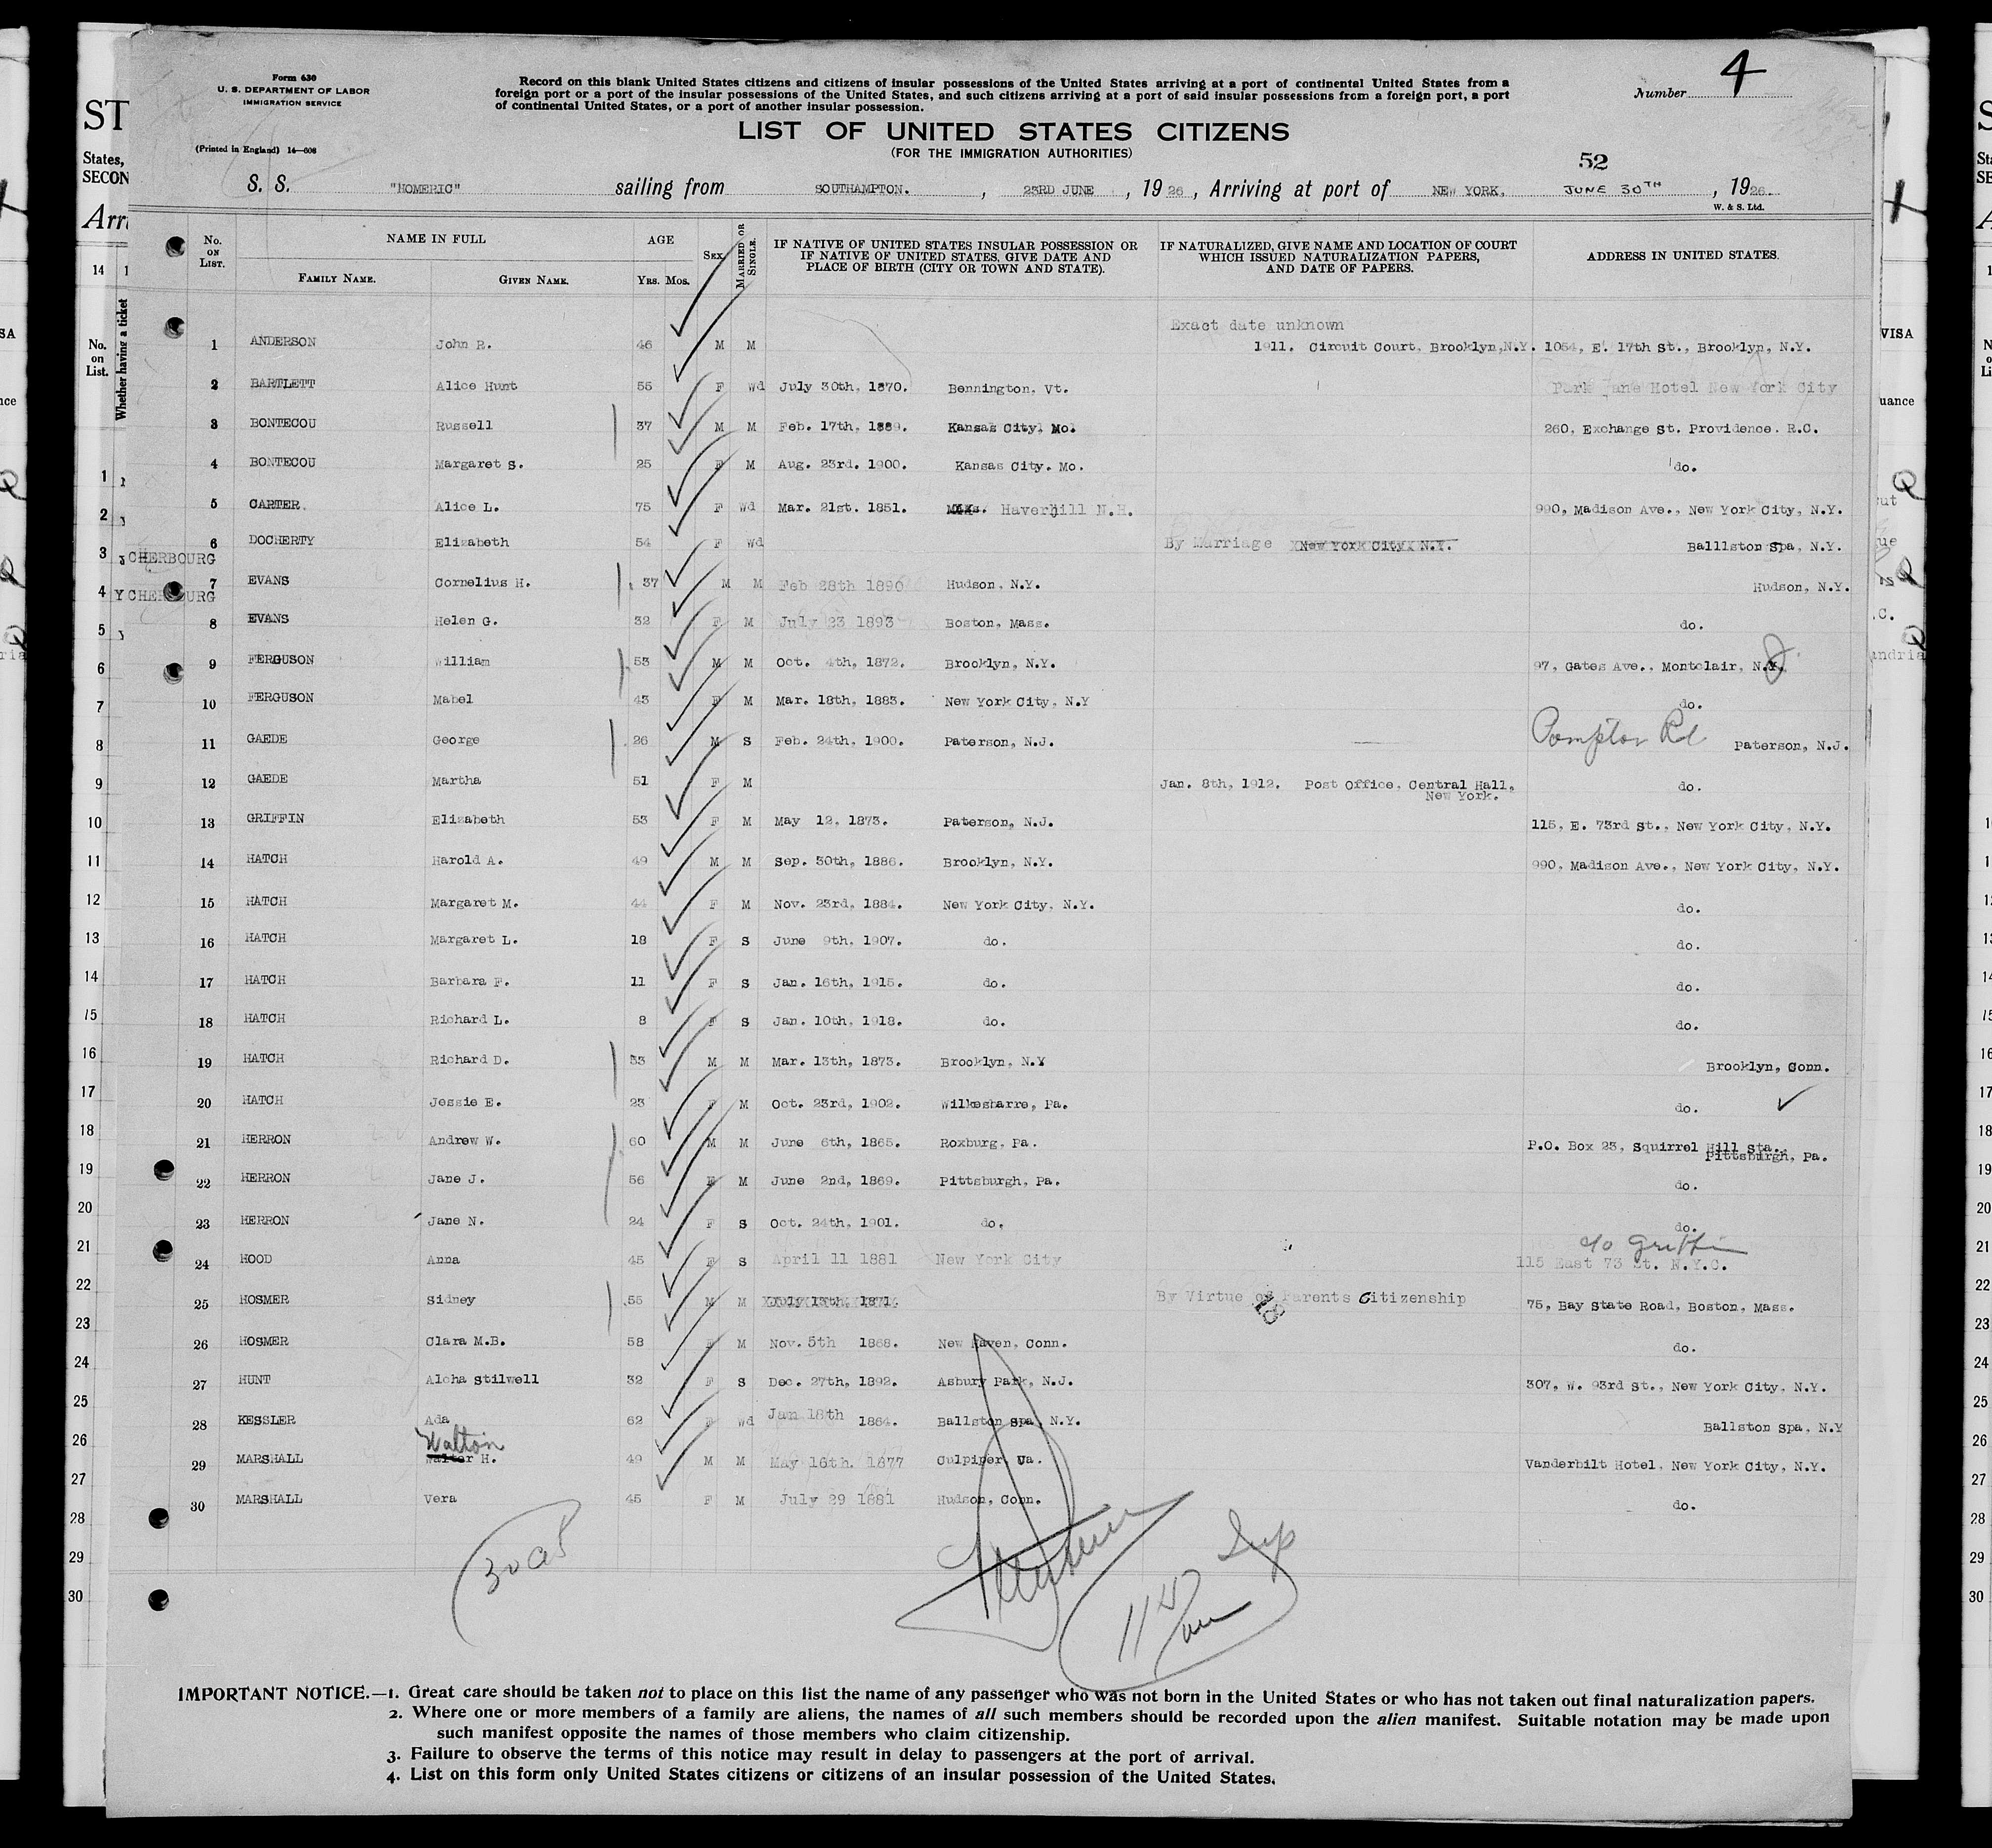 Form 630
U. S. DEPARTMENT OF LABOR
IMMIGRATION SERVICE
(Printed in England) 14—608
Record on this blank United States citizens and citizens of insular possessions of the United States arriving at a port of continental United States from a
foreign port or a port of the insular possessions of the United States, and such citizens arriving at a port of said insular possessions from a foreign port, a port
of continental United States, or a port of another insular possession.
Number 4
LIST OF UNITED STATES CITIZENS
(FOR THE IMMIGRATION AUTHORITIES)
52
S. S. "HOMERIC" sailing from SOUTHAMPTON. , 23RD JUNE , 1926 , Arriving at port of NEW YORK, JUNE 30TH , 1926.
W. & S. Ltd.
No. ON LIST. NAME IN FULL FAMILY NAME. GIVEN NAME. AGE YRS. MOS. SEX MARRIED OR SINGLE. IF NATIVE OF UNITED STATES INSULAR POSSESSION OR IF NATIVE OF UNITED STATES, GIVE DATE AND PLACE OF BIRTH (CITY OR TOWN AND STATE). IF NATURALIZED, GIVE NAME AND LOCATION OF COURT WHICH ISSUED NATURALIZATION PAPERS, AND DATE OF PAPERS. ADDRESS IN UNITED STATES.
Exact date unknown
1 ANDERSON John R. 46 M M 1911. Circuit Court, Brooklyn,N.Y. 1054, E. 17th St., Brooklyn, N.Y.
2 BARTLETT Alice Hunt 55 F Wd July 30th, 1870. Bennington, Vt. Park Lane Hotel New York City
3 BONTECOU Russell 37 M M Feb. 17th, 1889. Kansas City, Mo. 260, Exchange St. Providence. R.C.
4 BONTECOU Margaret S. 25 F M Aug. 23rd. 1900. Kansas City. Mo. do.
5 CARTER Alice L. 75 F Wd Mar. 21st. 1851. Haverhill N.H. 990, Madison Ave., New York City, N.Y.
6 DOCHERTY Elizabeth 54 F Wd By Marriage New York City N.Y. Balllston Spa, N.Y.
7 EVANS Cornelius H. 37 M M Feb 28th 1890 Hudson, N.Y. Hudson, N.Y.
8 EVANS Helen G. 32 F M July 23 1893 Boston, Mass. do.
9 FERGUSON William 53 M M Oct. 4th, 1872. Brooklyn, N.Y. 97, Gates Ave., Montclair, N.J.
10 FERGUSON Mabel 43 F M Mar. 18th, 1883. New York City, N.Y do.
11 GAEDE George 26 M S Feb. 24th, 1900. Paterson, N.J. Pompton Rd Paterson, N.J.
12 GAEDE Martha 51 F M Jan. 8th, 1912. Post Office, Central Hall, New York. do.
13 GRIFFIN Elizabeth 53 F M May 12, 1873. Paterson, N.J. 115, E. 73rd St., New York City, N.Y.
14 HATCH Harold A. 49 M M Sep. 30th, 1886. Brooklyn, N.Y. 990, Madison Ave., New York City, N.Y.
15 HATCH Margaret M. 44 F M Nov. 23rd, 1884. New York City, N.Y. do.
16 HATCH Margaret L. 18 F S June 9th, 1907. do. do.
17 HATCH Barbara F. 11 F S Jan. 16th, 1915. do. do.
18 HATCH Richard L. 8 F S Jan. 10th, 1918. do. do.
19 HATCH Richard D. 53 M M Mar. 13th, 1873. Brooklyn, N.Y Brooklyn, Conn.
20 HATCH Jessie E. 23 F M Oct. 23rd, 1902. Wilkesbarre, Pa. do.
21 HERRON Andrew W. 60 M M June 6th, 1865. Roxburg, Pa. P.O. Box 23, Squirrel Hill Sta., Pittsburgh, Pa.
22 HERRON Jane J. 56 F M June 2nd, 1869. Pittsburgh, Pa. do.
23 HERRON Jane N. 24 F S Oct. 24th, 1901. do. do.
24 HOOD Anna 45 F S April 11 1881 New York City c/o Griffin 115 East 73 St. N.Y.C.
25 HOSMER Sidney 55 M M July 13th, 1871. By Virtue of Parents Citizenship 75, Bay State Road, Boston, Mass.
18
26 HOSMER Clara M.B. 58 F M Nov. 5th 1868. New Haven, Conn. do.
27 HUNT Aloha Stilwell 32 F S Dec. 27th, 1892. Asbury Park, N.J. 307, W. 93rd St., New York City, N.Y.
28 KESSLER Ada 62 F Wd Jan 18th 1864. Ballston Spa, N.Y. Ballston Spa, N.Y
29 MARSHALL Walton Walter H. 49 M M May 16th. 1877 Culpiper, Va. Vanderbilt Hotel, New York City, N.Y.
30 MARSHALL Vera 45 F M July 29 1881 Hudson, Conn. do.
Sup
IMPORTANT NOTICE.—1. Great care should be taken not to place on this list the name of any passenger who was not born in the United States or who has not taken out final naturalization papers.
2. Where one or more members of a family are aliens, the names of all such members should be recorded upon the alien manifest. Suitable notation may be made upon
such manifest opposite the names of those members who claim citizenship.
3. Failure to observe the terms of this notice may result in delay to passengers at the port of arrival.
4. List on this form only United States citizens or citizens of an insular possession of the United States.